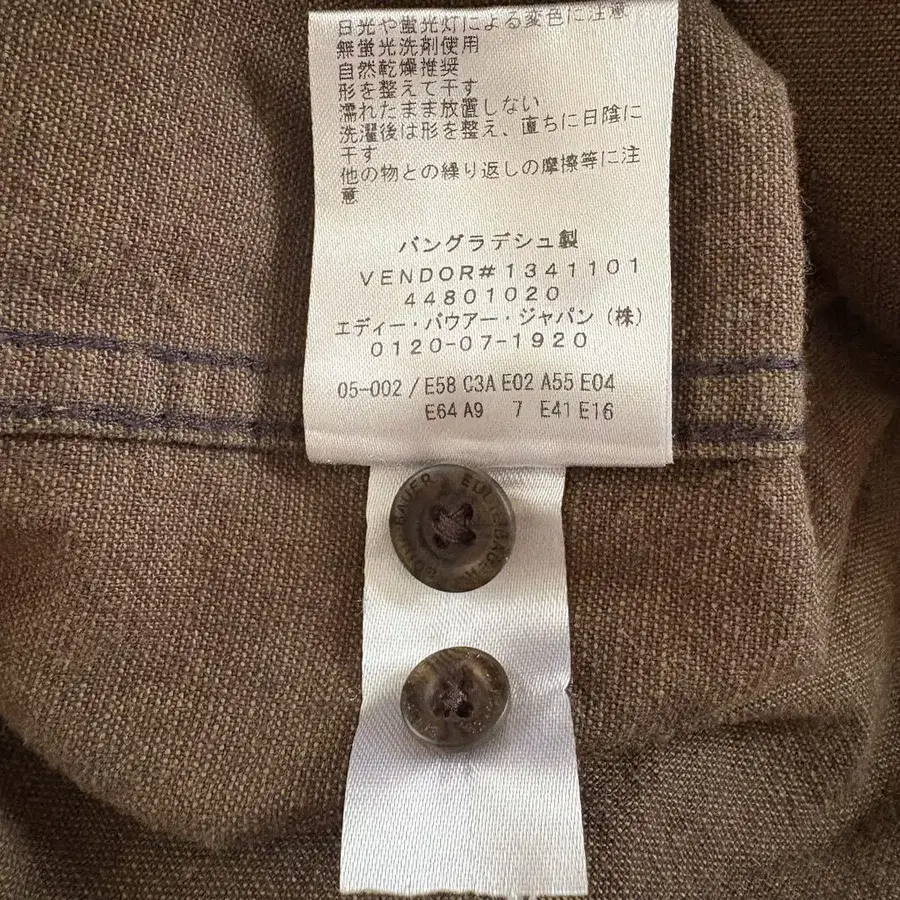 日光や蛍光灯による変色に注意
無蛍光洗剤使用
自然乾燥推奨
形を整えて干す
濡れたまま放置しない
洗濯後は形を整え、直ちに日陰に
干す
他の物との繰り返しの摩擦等に注
意
バングラデシュ製
VENDOR#1341101
44801020
エディー・バウアー・ジャパン(株)
0120-07-1920
05-002/E58 C3A E02 A55 E04
E64 A9 7 E41 E16
BAUER